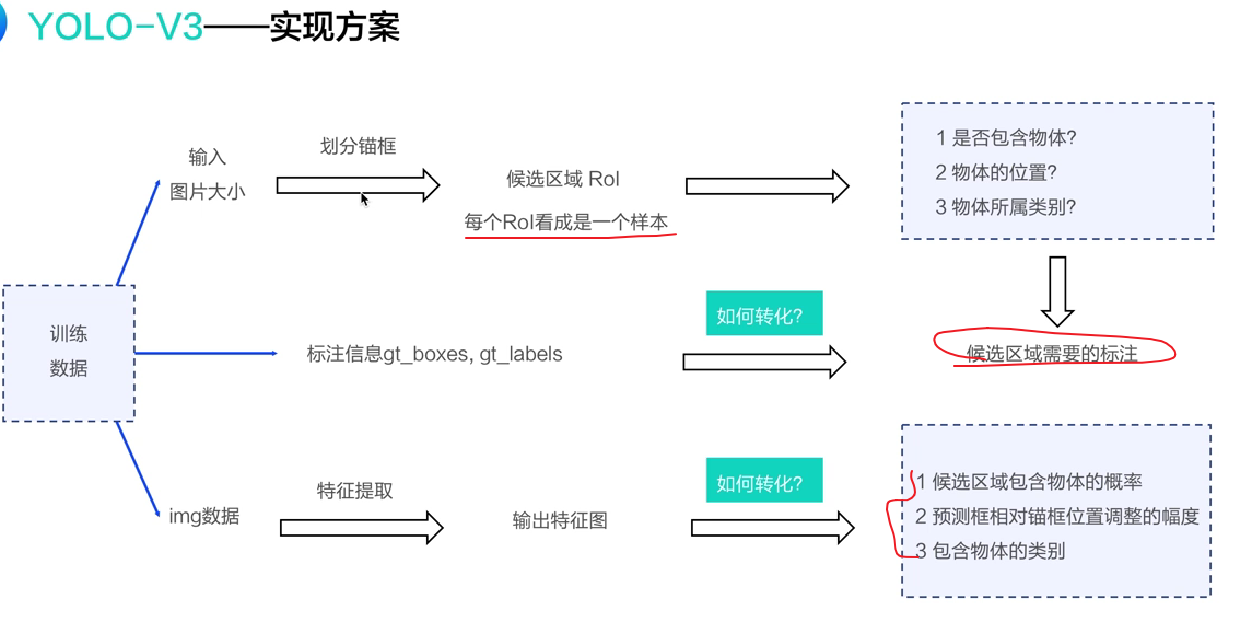 YOLO-V3——实现方案
输入
图片大小
划分锚框
候选区域 RoI
每个RoI看成是一个样本
1 是否包含物体?
2 物体的位置?
3 物体所属类别?
训练
数据
标注信息gt_boxes, gt_labels
如何转化?
候选区域需要的标注
img数据
特征提取
输出特征图
如何转化?
1 候选区域包含物体的概率
2 预测框相对锚框位置调整的幅度
3 包含物体的类别